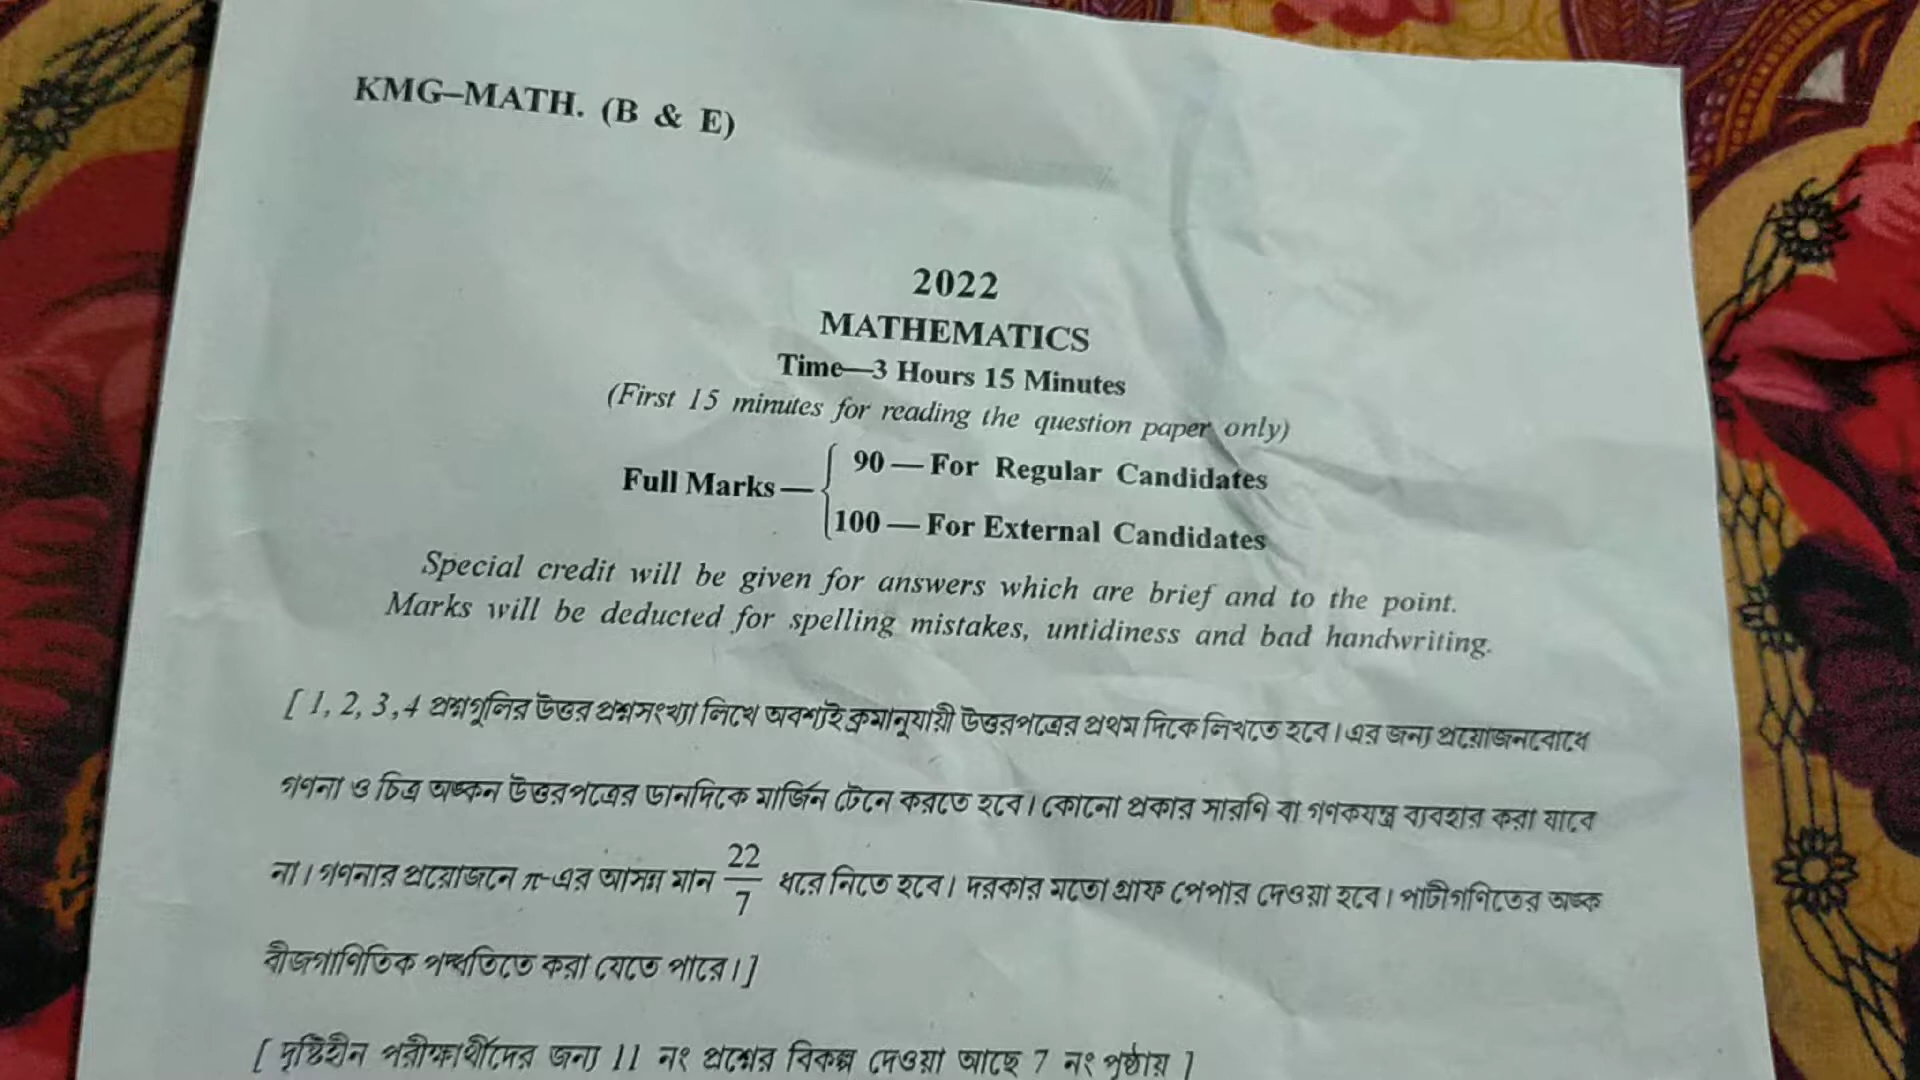 KMG–MATH. (B & E)
2022
MATHEMATICS
Time—3 Hours 15 Minutes
(First 15 minutes for reading the question paper only)
Full Marks — { 90 — For Regular Candidates
100 — For External Candidates
Special credit will be given for answers which are brief and to the point.
Marks will be deducted for spelling mistakes, untidiness and bad handwriting.
[ 1, 2, 3, 4 প্রশ্নগুলির উত্তর প্রশ্নসংখ্যা লিখে অবশ্যই ক্রমানুযায়ী উত্তরপত্রের প্রথম দিকে লিখতে হবে। এর জন্য প্রয়োজনবোধে
গণনা ও চিত্র অঙ্কন উত্তরপত্রের ডানদিকে মার্জিন টেনে করতে হবে। কোনো প্রকার সারণি বা গণকযন্ত্র ব্যবহার করা যাবে
না। গণনার প্রয়োজনে π-এর আসন্ন মান 22/7 ধরে নিতে হবে। দরকার মতো গ্রাফ পেপার দেওয়া হবে। পাটীগণিতের অঙ্ক
বীজগাণিতিক পদ্ধতিতে করা যেতে পারে। ]
[ দৃষ্টিহীন পরীক্ষার্থীদের জন্য 11 নং প্রশ্নের বিকল্প দেওয়া আছে 7 নং পৃষ্ঠায় ]